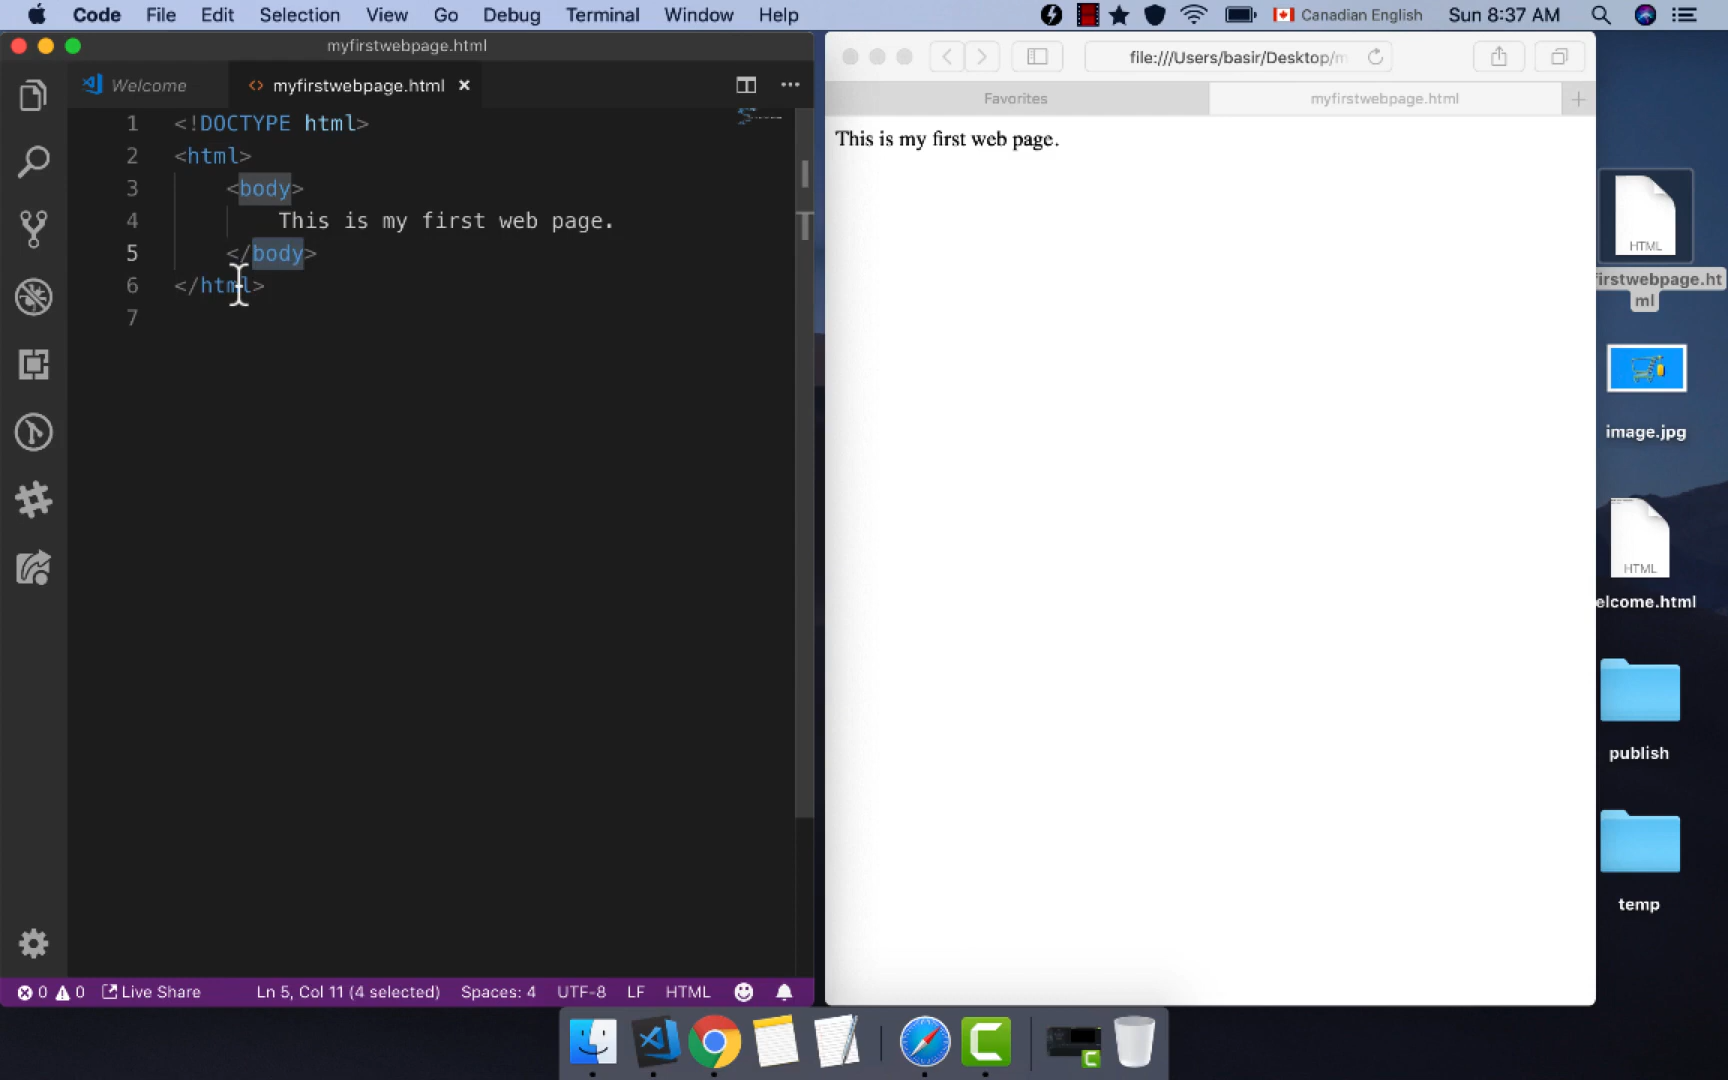 Code File Edit Selection View Go Debug Terminal Window Help Canadian English Sun 8:37 AM
myfirstwebpage.html
Welcome myfirstwebpage.html
1 <!DOCTYPE html>
2 <html>
3 <body>
4 This is my first web page.
5 </body>
6 </html>
7
0 0 Live Share Ln 5, Col 11 (4 selected) Spaces: 4 UTF-8 LF HTML
file:///Users/basir/Desktop/m
Favorites myfirstwebpage.html
This is my first web page.
HTML
firstwebpage.ht
ml
image.jpg
HTML
elcome.html
publish
temp